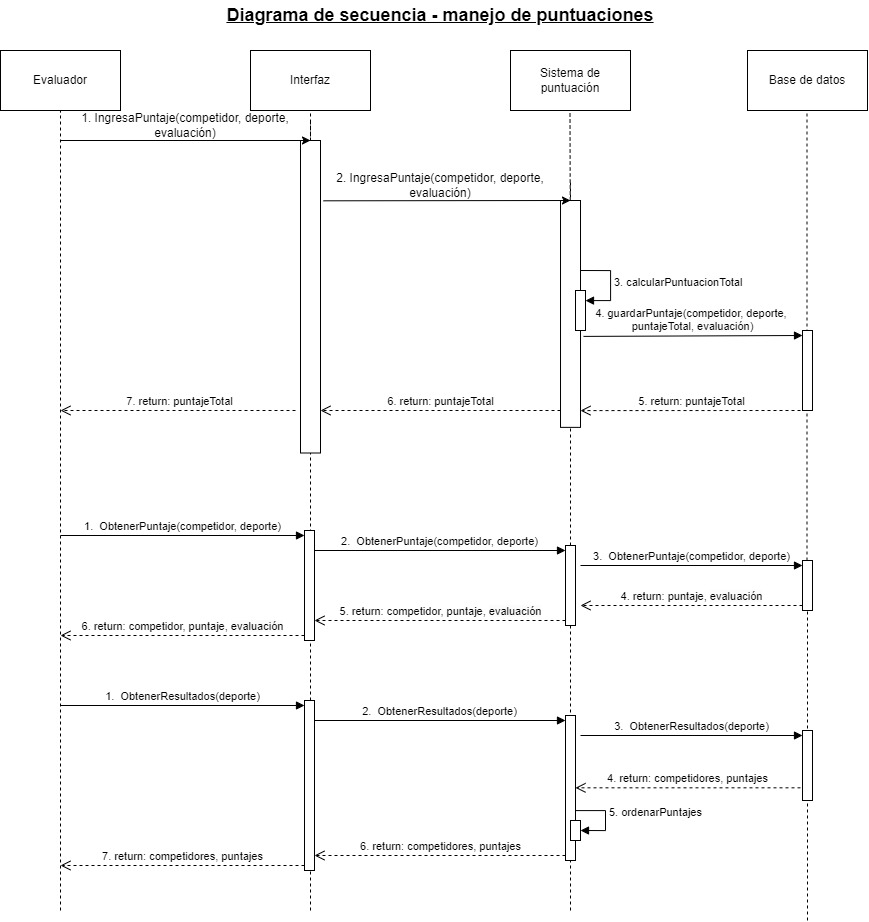 Diagrama de secuencia - manejo de puntuaciones
Evaluador
Interfaz
Sistema de
puntuación
Base de datos
1. IngresaPuntaje(competidor, deporte,
evaluación)
2. IngresaPuntaje(competidor, deporte,
evaluación)
3. calcularPuntuacionTotal
4. guardarPuntaje(competidor, deporte,
puntajeTotal, evaluación)
7. return: puntajeTotal
6. return: puntajeTotal
5. return: puntajeTotal
1. ObtenerPuntaje(competidor, deporte)
2. ObtenerPuntaje(competidor, deporte)
3. ObtenerPuntaje(competidor, deporte)
4. return: puntaje, evaluación
5. return: competidor, puntaje, evaluación
6. return: competidor, puntaje, evaluación
1. ObtenerResultados(deporte)
2. ObtenerResultados(deporte)
3. ObtenerResultados(deporte)
4. return: competidores, puntajes
5. ordenarPuntajes
6. return: competidores, puntajes
7. return: competidores, puntajes